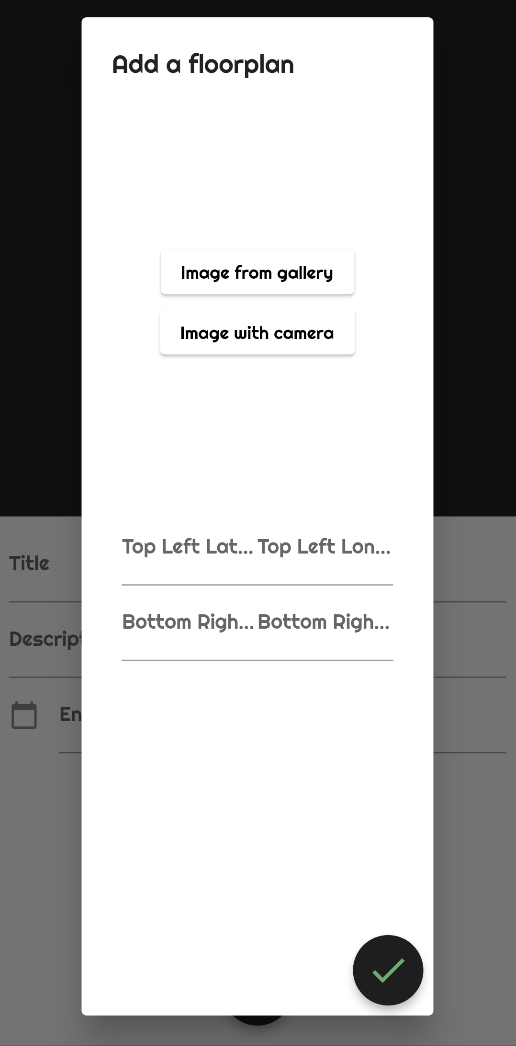 Add a floorplan
Image from gallery
Image with camera
Top Left Lat... Top Left Lon...
Title
Bottom Righ... Bottom Righ...
Descript
En